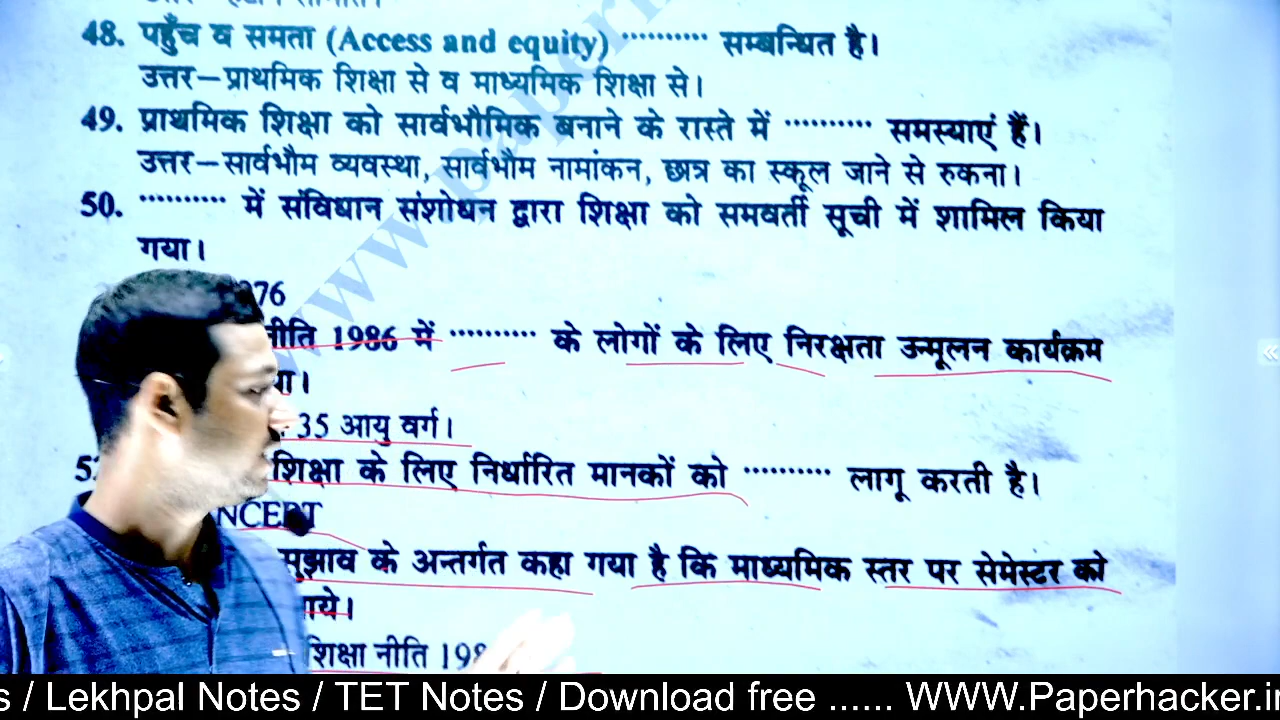 48. पहुँच व समता (Access and equity) ·········· सम्बन्धित है।
उत्तर–प्राथमिक शिक्षा से व माध्यमिक शिक्षा से।
49. प्राथमिक शिक्षा को सार्वभौमिक बनाने के रास्ते में ·········· समस्याएं हैं।
उत्तर–सार्वभौम व्यवस्था, सार्वभौम नामांकन, छात्र का स्कूल जाने से रुकना।
50. ·········· में संविधान संशोधन द्वारा शिक्षा को समवर्ती सूची में शामिल किया
गया।
976
नीति 1986 में ·········· के लोगों के लिए निरक्षता उन्मूलन कार्यक्रम
35 आयु वर्ग।
शिक्षा के लिए निर्धारित मानकों को ·········· लागू करती है।
NCERT
सुझाव के अन्तर्गत कहा गया है कि माध्यमिक स्तर पर सेमेस्टर को
शिक्षा नीति 198
s / Lekhpal Notes / TET Notes / Download free ...... WWW.Paperhacker.in